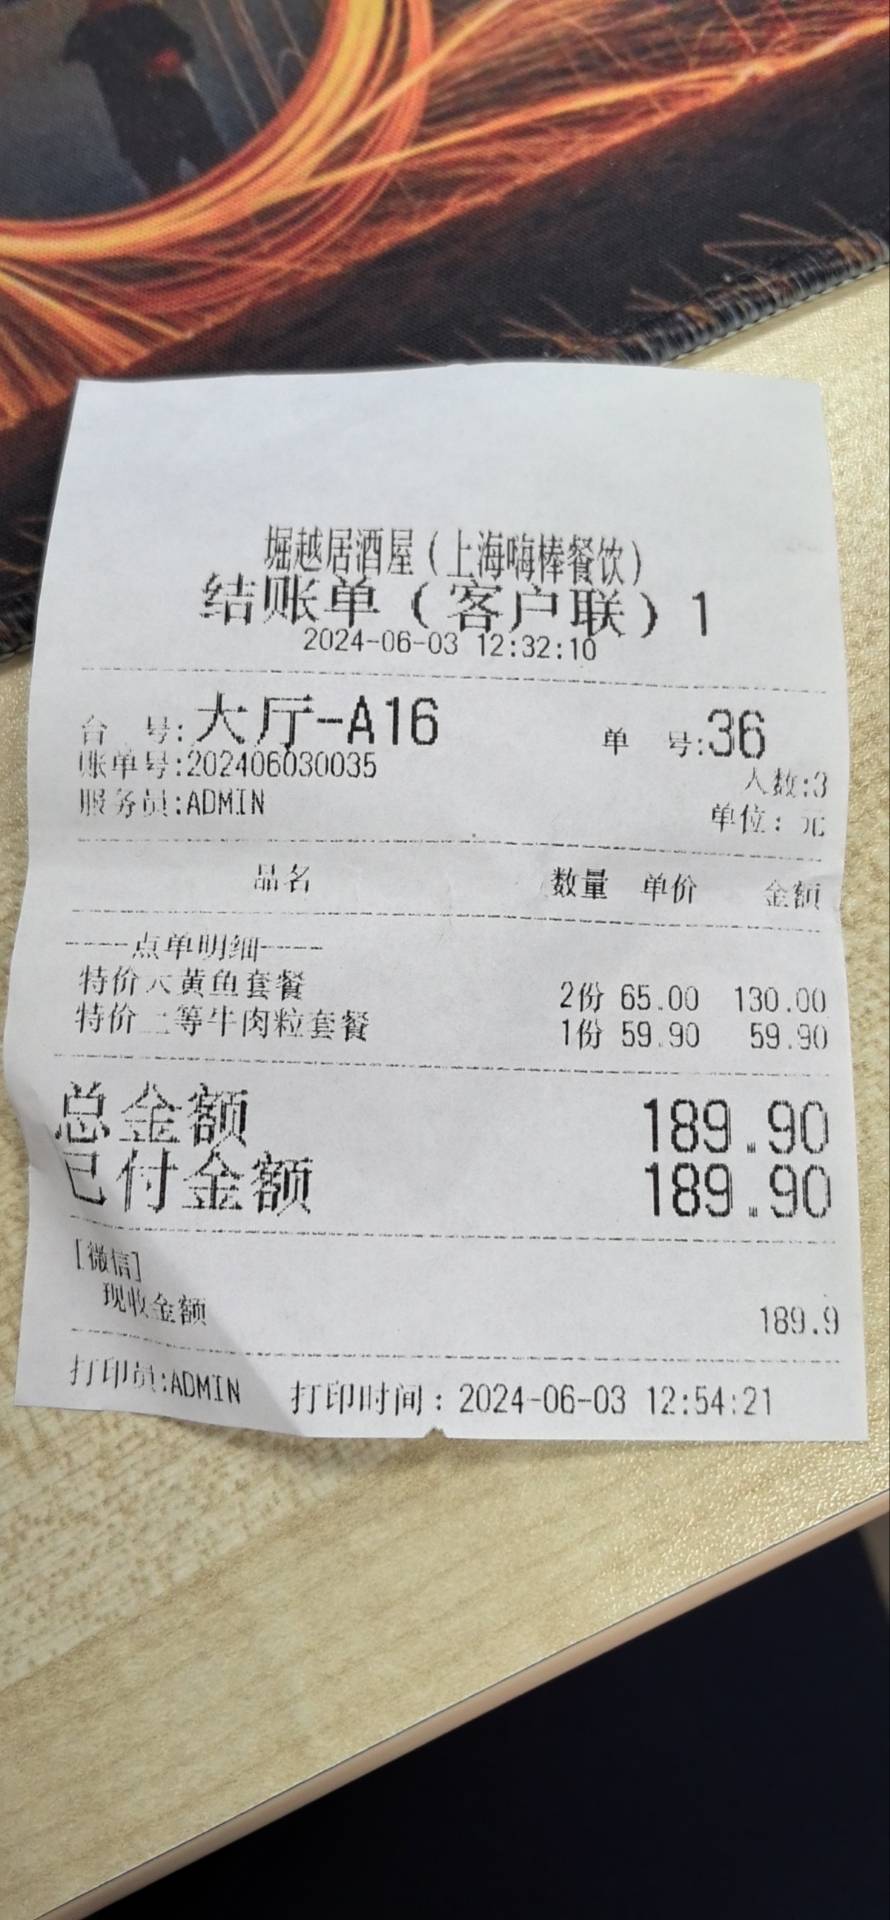 堀越居酒屋（上海嗨棒餐饮）
结账单（客户联）1
2024-06-03 12:32:10
台 号:大厅-A16 单 号:36
账单号:202406030035 人数:3
服务员:ADMIN 单位：元
品名 数量 单价 金额
----点单明细----
特价大黄鱼套餐 2份 65.00 130.00
特价上等牛肉粒套餐 1份 59.90 59.90
总金额 189.90
已付金额 189.90
[微信]
现收金额 189.9
打印员:ADMIN 打印时间：2024-06-03 12:54:21